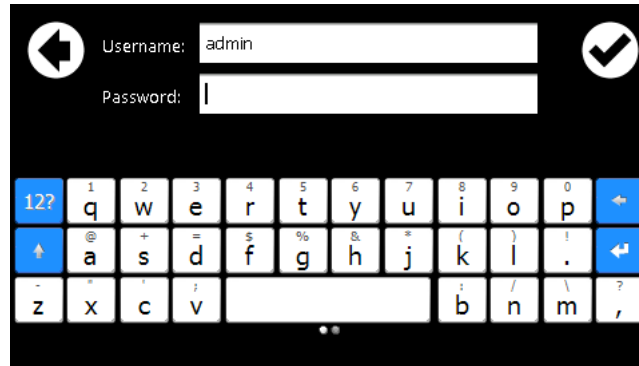 Username: admin
Password:
1 2 3 4 5 6 7 8 9 0
12? q w e r t y u i o p
@ + = $ % & * ( ) !
a s d f g h j k l .
- " ' ; : / \ ?
z x c v b n m ,